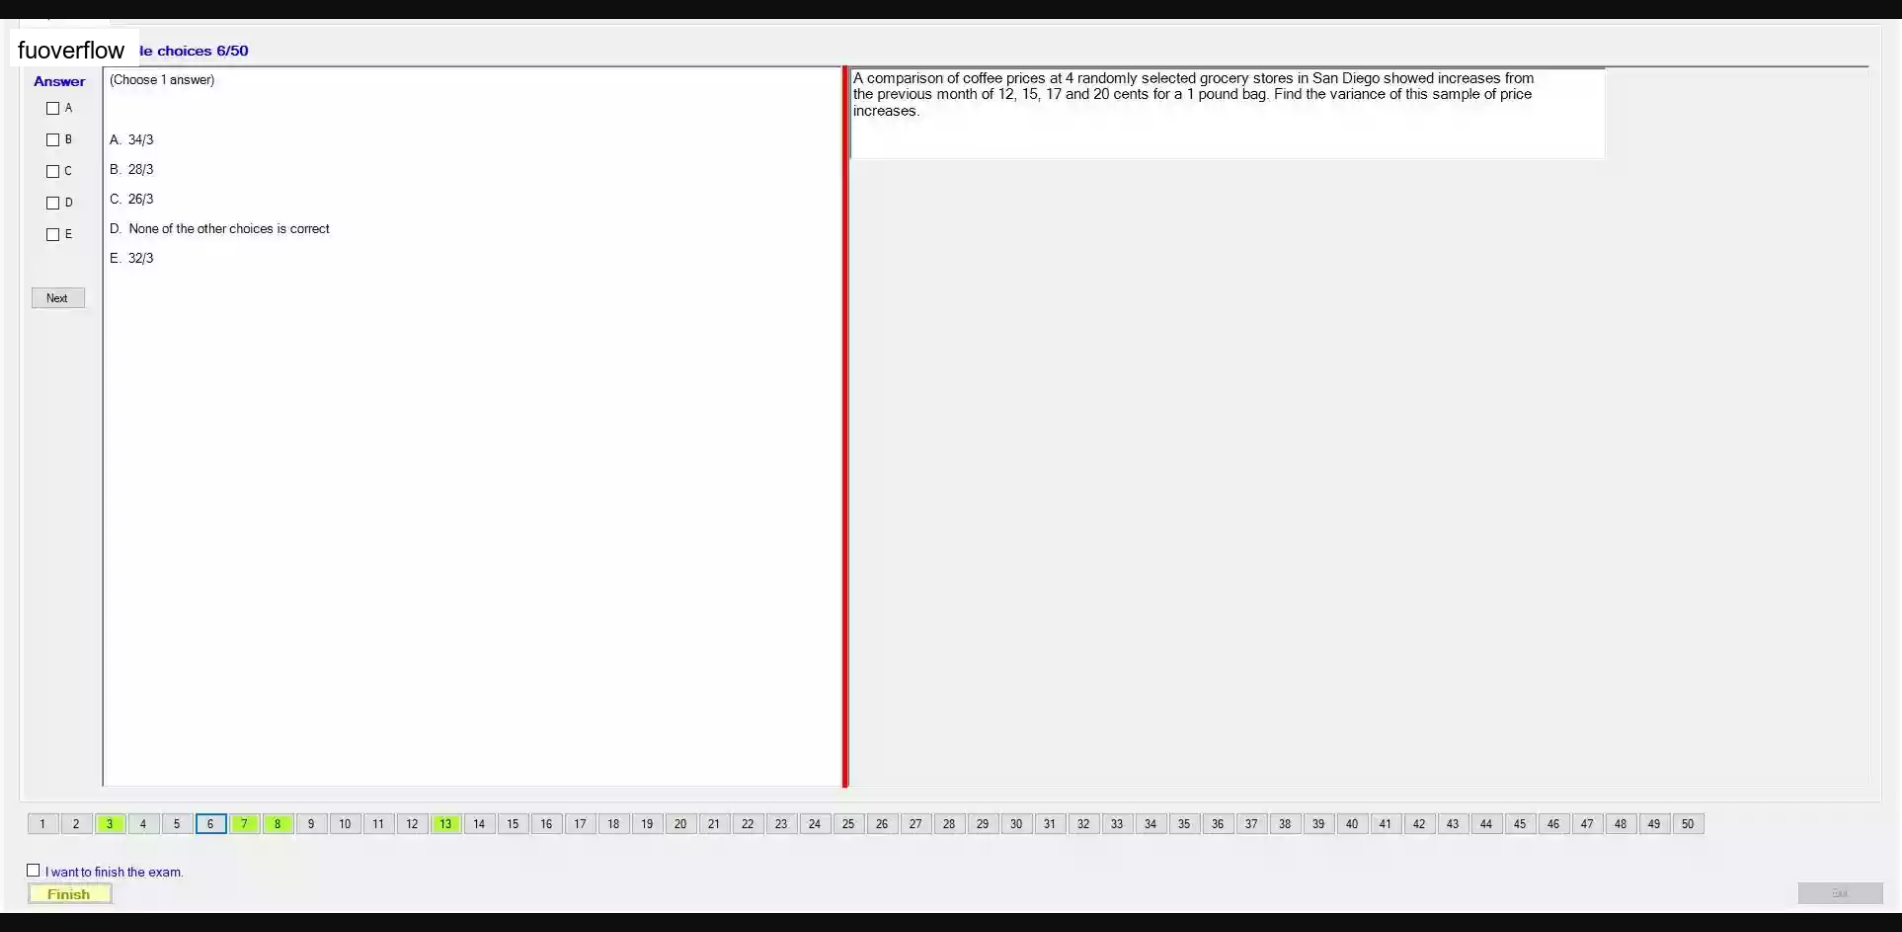 fuoverflow
le choices 6/50
Answer
A
B
C
D
E
Next
(Choose 1 answer)
A. 34/3
B. 28/3
C. 26/3
D. None of the other choices is correct
E. 32/3
A comparison of coffee prices at 4 randomly selected grocery stores in San Diego showed increases from
the previous month of 12, 15, 17 and 20 cents for a 1 pound bag. Find the variance of this sample of price
increases.
1 2 3 4 5 6 7 8 9 10 11 12 13 14 15 16 17 18 19 20 21 22 23 24 25 26 27 28 29 30 31 32 33 34 35 36 37 38 39 40 41 42 43 44 45 46 47 48 49 50
I want to finish the exam.
Finish
Exit